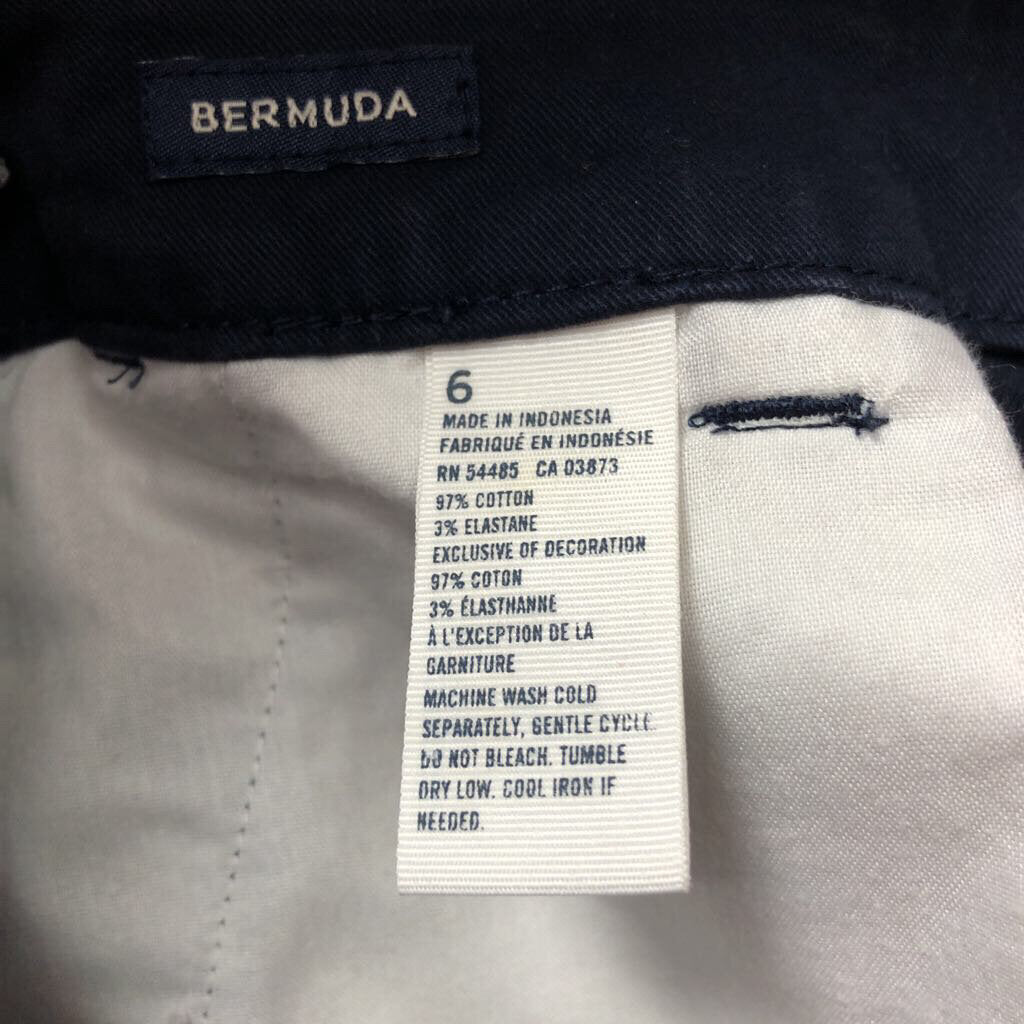 BERMUDA
6
MADE IN INDONESIA
FABRIQUÉ EN INDONÉSIE
RN 54485 CA 03873
97% COTTON
3% ELASTANE
EXCLUSIVE OF DECORATION
97% COTON
3% ÉLASTHANNE
À L'EXCEPTION DE LA
GARNITURE
MACHINE WASH COLD
SEPARATELY, GENTLE CYCLE.
DO NOT BLEACH. TUMBLE
DRY LOW. COOL IRON IF
NEEDED.